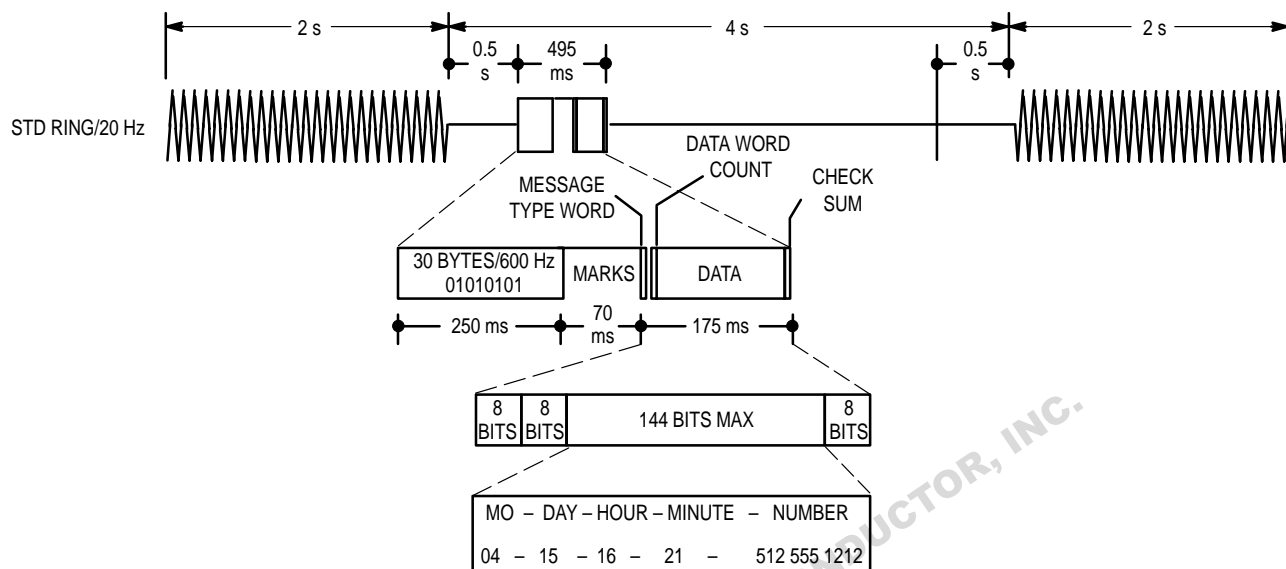 2 s
4 s
2 s
0.5 s
495 ms
0.5 s
STD RING/20 Hz
DATA WORD COUNT
MESSAGE TYPE WORD
CHECK SUM
30 BYTES/600 Hz
01010101
MARKS
DATA
250 ms
70 ms
175 ms
8 BITS
8 BITS
144 BITS MAX
8 BITS
MO – DAY – HOUR – MINUTE – NUMBER
04 – 15 – 16 – 21 – 512 555 1212
INC.